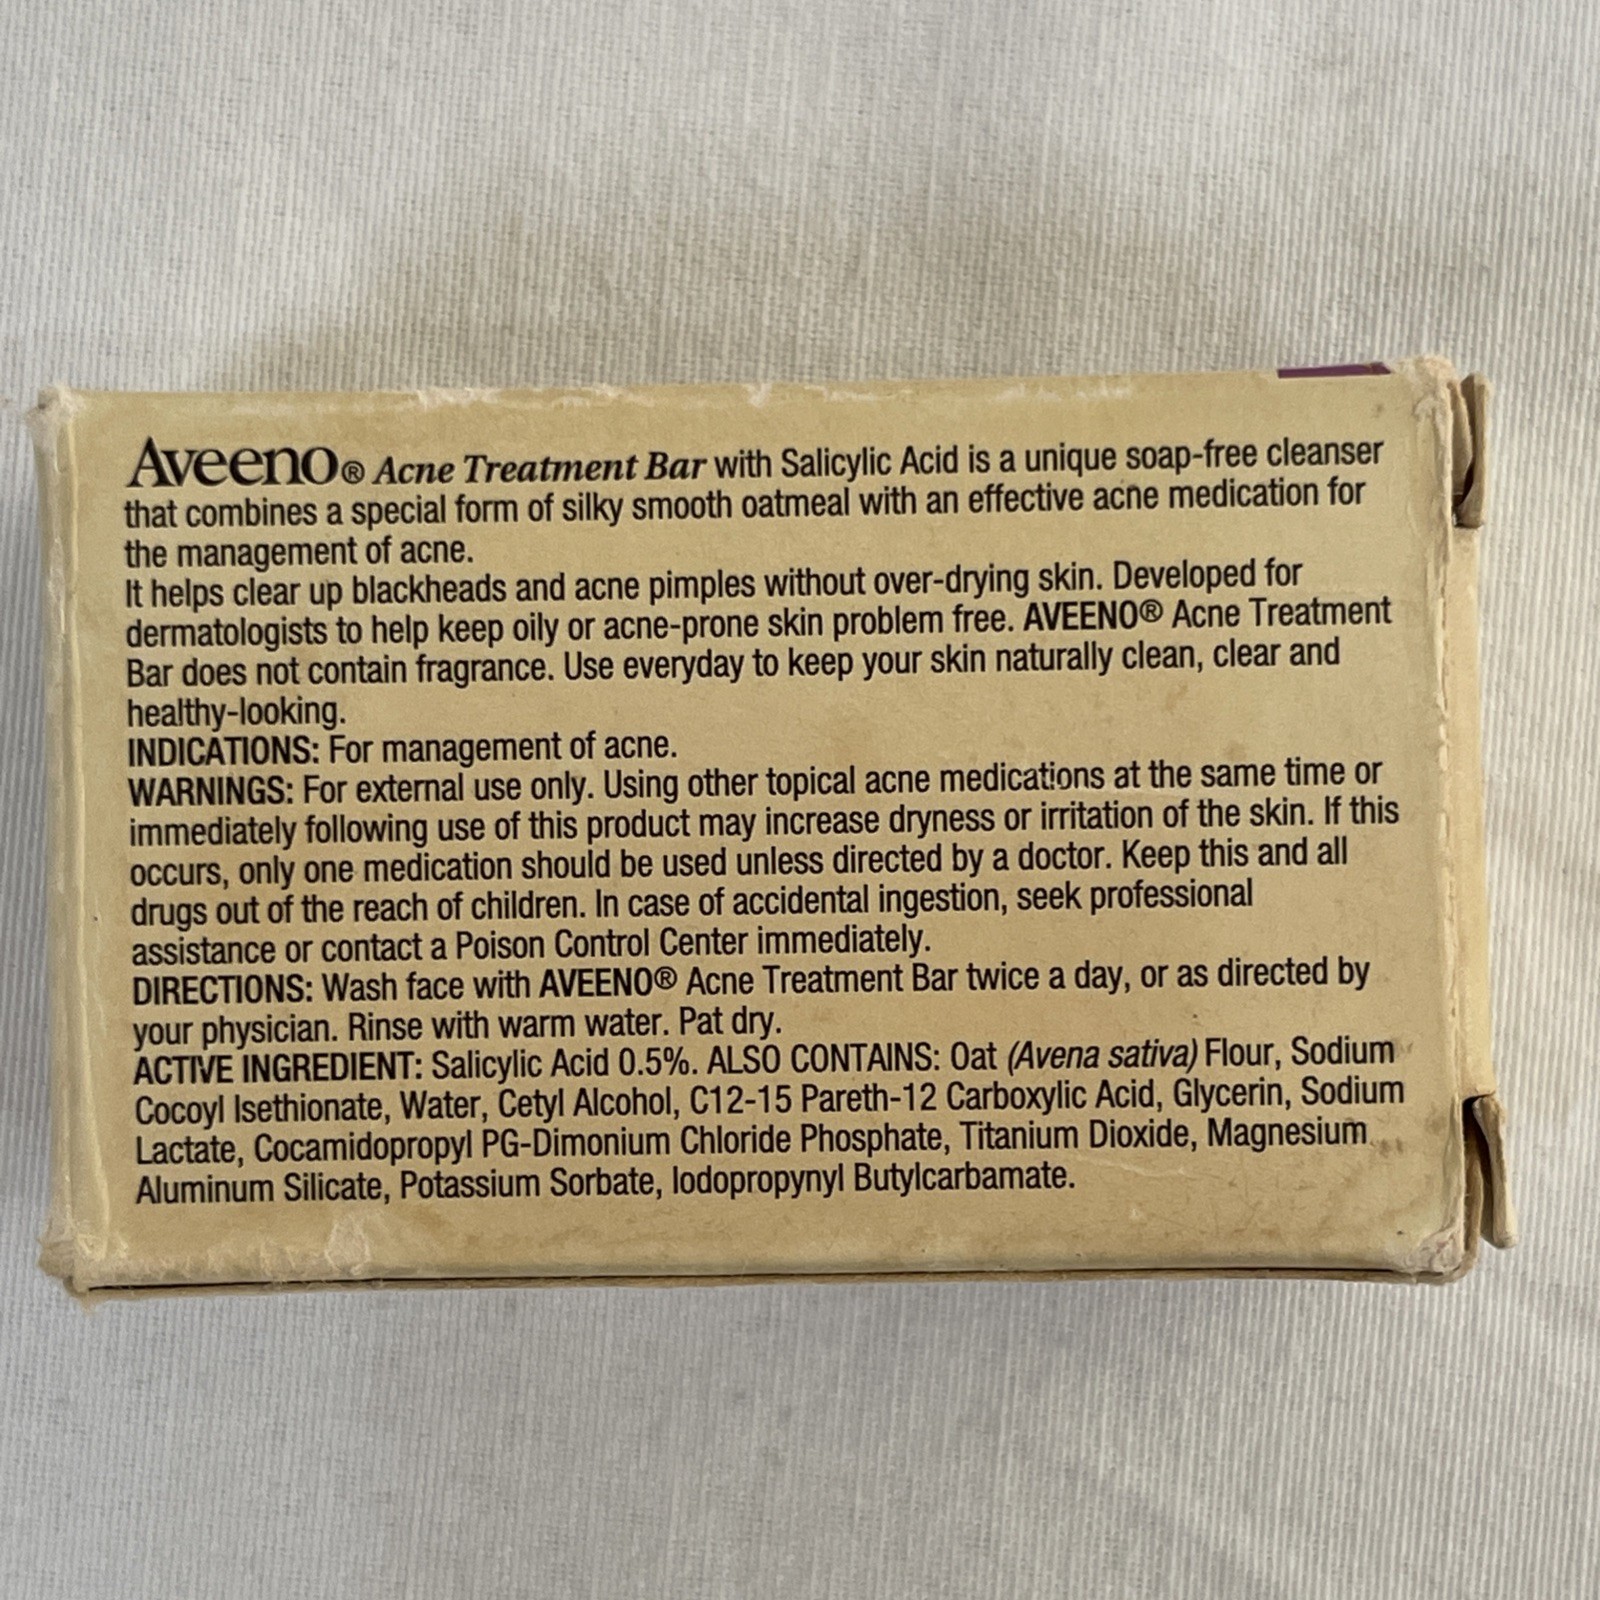 Aveeno® Acne Treatment Bar with Salicylic Acid is a unique soap-free cleanser
that combines a special form of silky smooth oatmeal with an effective acne medication for
the management of acne.
It helps clear up blackheads and acne pimples without over-drying skin. Developed for
dermatologists to help keep oily or acne-prone skin problem free. AVEENO® Acne Treatment
Bar does not contain fragrance. Use everyday to keep your skin naturally clean, clear and
healthy-looking.
INDICATIONS: For management of acne.
WARNINGS: For external use only. Using other topical acne medications at the same time or
immediately following use of this product may increase dryness or irritation of the skin. If this
occurs, only one medication should be used unless directed by a doctor. Keep this and all
drugs out of the reach of children. In case of accidental ingestion, seek professional
assistance or contact a Poison Control Center immediately.
DIRECTIONS: Wash face with AVEENO® Acne Treatment Bar twice a day, or as directed by
your physician. Rinse with warm water. Pat dry.
ACTIVE INGREDIENT: Salicylic Acid 0.5%. ALSO CONTAINS: Oat (Avena sativa) Flour, Sodium
Cocoyl Isethionate, Water, Cetyl Alcohol, C12-15 Pareth-12 Carboxylic Acid, Glycerin, Sodium
Lactate, Cocamidopropyl PG-Dimonium Chloride Phosphate, Titanium Dioxide, Magnesium
Aluminum Silicate, Potassium Sorbate, Iodopropynyl Butylcarbamate.